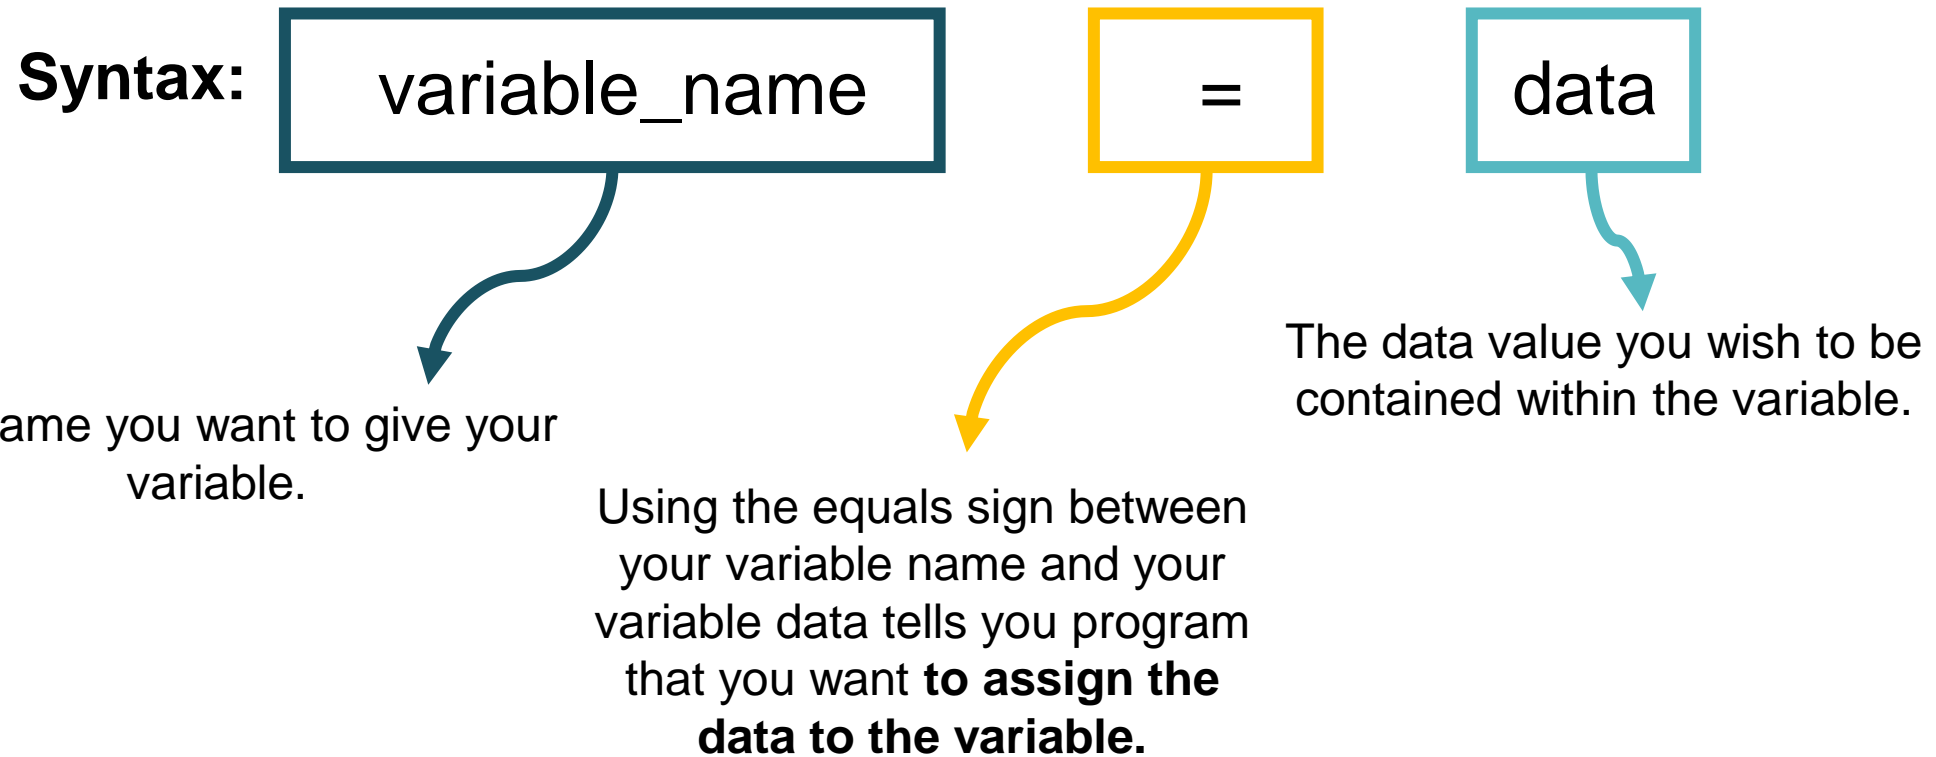 Syntax:
variable_name
=
data
ame you want to give your
variable.
Using the equals sign between
your variable name and your
variable data tells you program
that you want to assign the
data to the variable.
The data value you wish to be
contained within the variable.